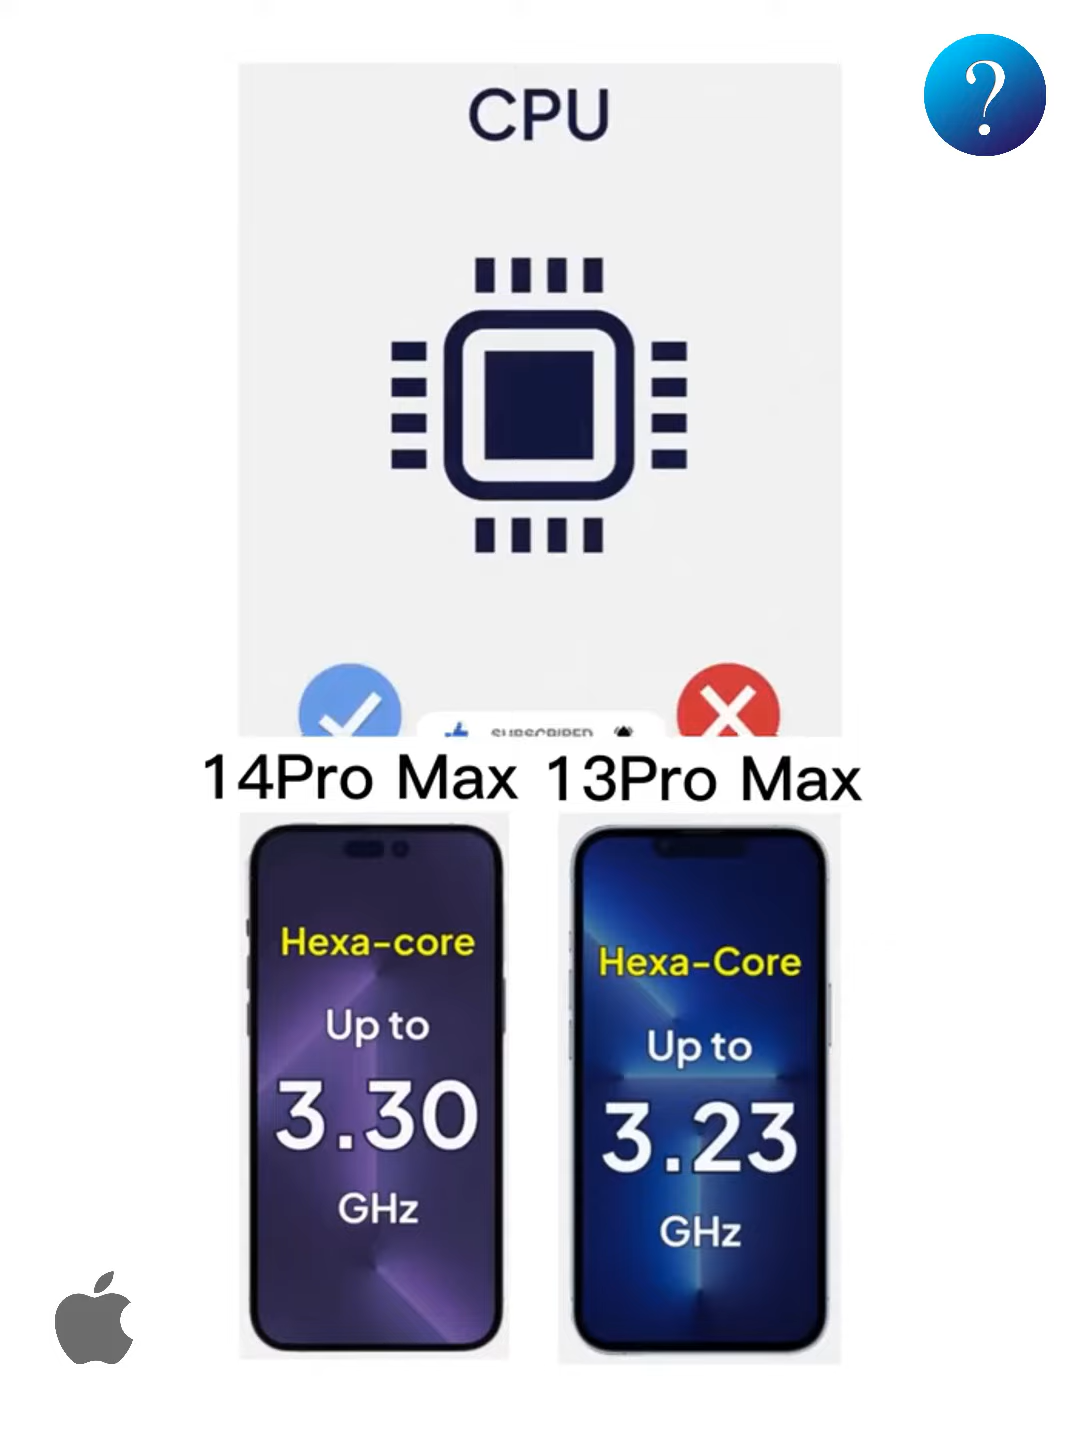 CPU
?
SUBSCRIBED
14Pro Max 13Pro Max
Hexa-core
Up to
3.30
GHz
Hexa-Core
Up to
3.23
GHz